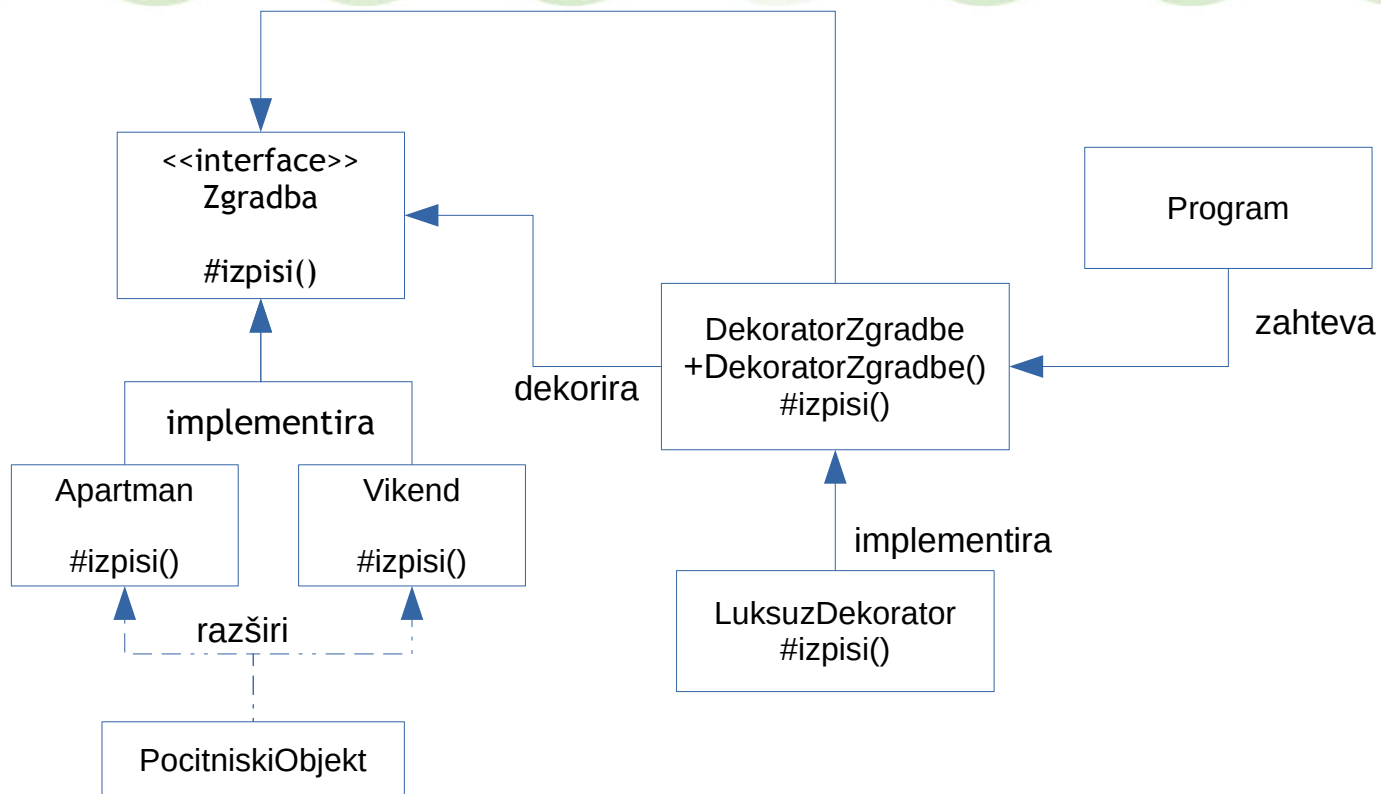 <<interface>>
Zgradba
#izpisi()
Program
zahteva
DekoratorZgradbe
+DekoratorZgradbe()
#izpisi()
dekorira
implementira
Apartman
#izpisi()
Vikend
#izpisi()
implementira
LuksuzDekorator
#izpisi()
razširi
PocitniskiObjekt